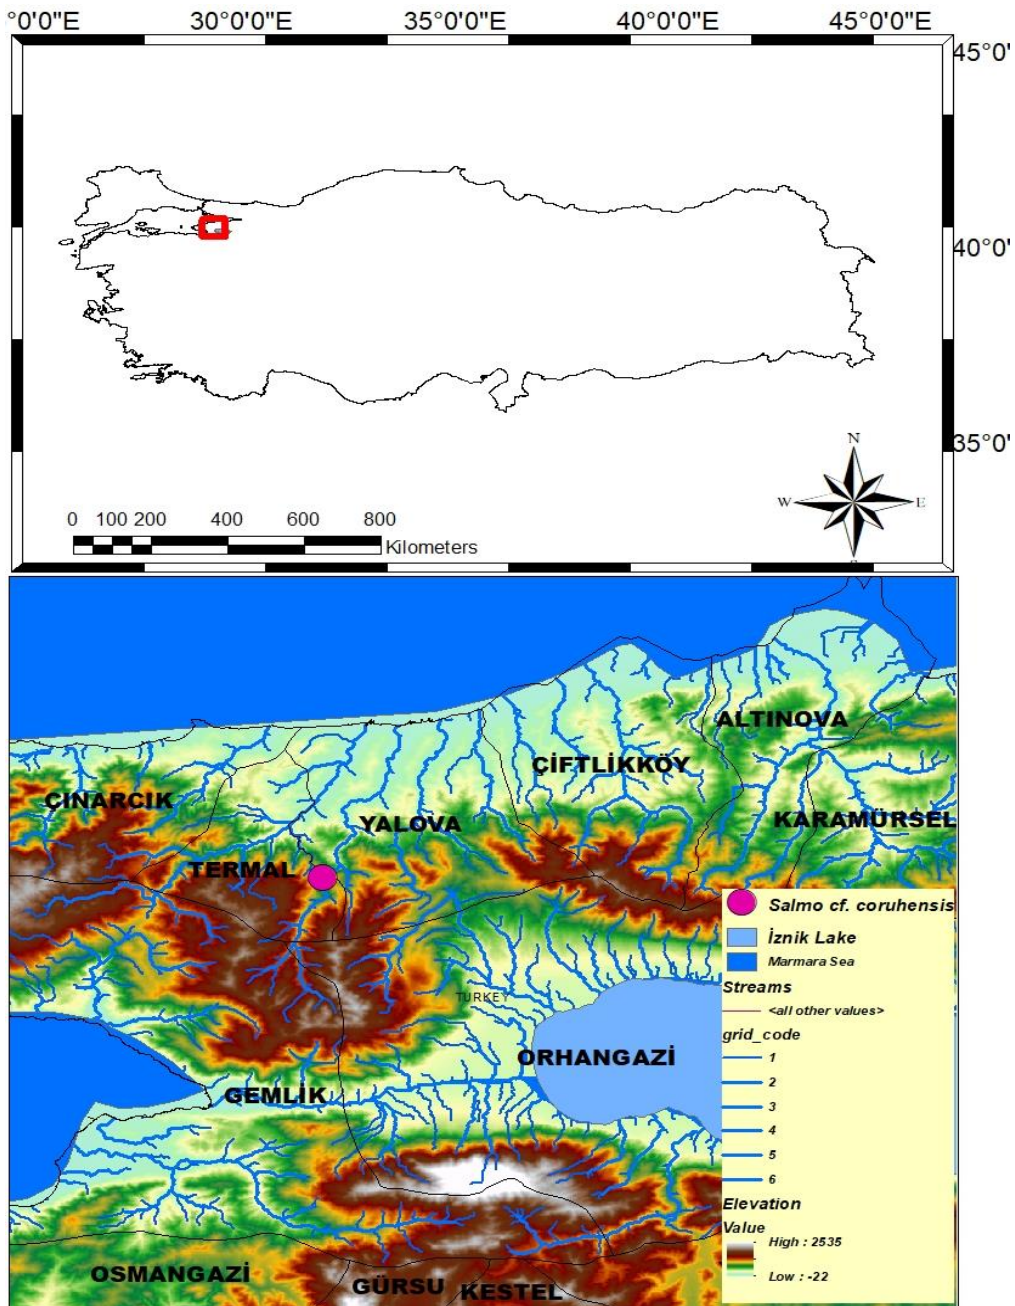 °0'0"E 30°0'0"E 35°0'0"E 40°0'0"E 45°0'0"E
45°0'
40°0'
35°0'
N
W E
0 100 200 400 600 800
Kilometers
ALTINOVA
ÇİFTLİKKÖY
ÇINARCIK
YALOVA
KARAMÜRSEL
TERMAL
Salmo cf. coruhensis
İznik Lake
Marmara Sea
Streams
<all other values>
grid_code
1
2
3
4
5
6
Elevation
Value
High : 2535
Low : -22
TURKEY
ORHANGAZİ
GEMLİK
OSMANGAZİ
GÜRSU
KESTEL